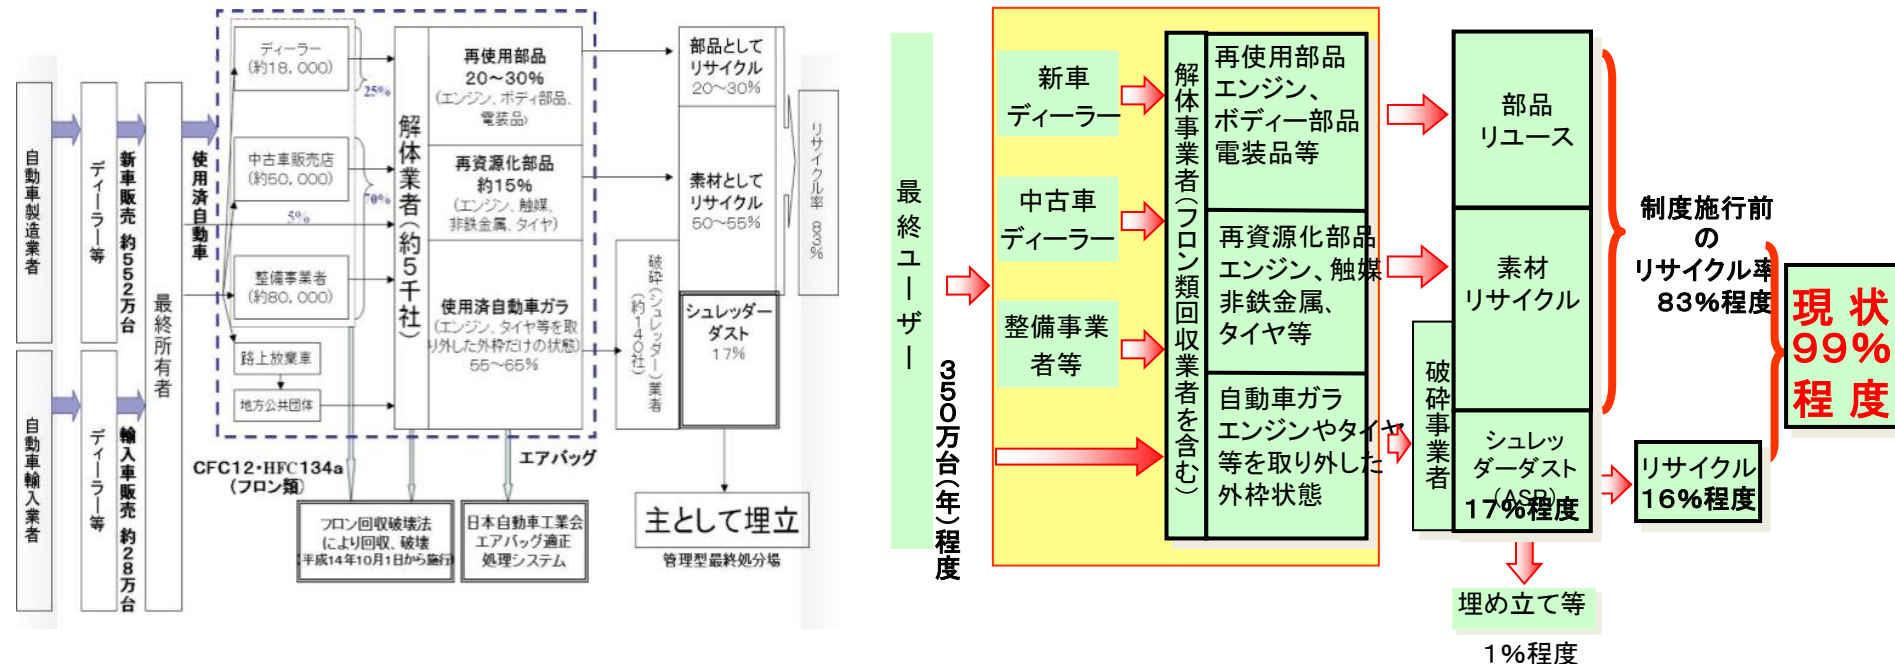 自動車製造業者
自動車輸入業者
ディーラー等
ディーラー等
新車販売 約552万台
輸入車販売 約28万台
最終所有者
使用済自動車
ディーラー
(約18,000)
25%
中古車販売店
(約50,000)
70%
5%
整備事業者
(約80,000)
路上放棄車
地方公共団体
解体業者(約5千社)
再使用部品
20～30%
(エンジン、ボディ部品、
電装品)
再資源化部品
約15%
(エンジン、触媒、
非鉄金属、タイヤ)
使用済自動車ガラ
(エンジン、タイヤ等を取
り外した外枠だけの状態)
55～65%
CFC12・HFC134a
(フロン類)
エアバッグ
フロン回収破壊法
により回収、破壊
(平成14年10月1日から施行)
日本自動車工業会
エアバッグ適正
処理システム
部品として
リサイクル
20～30%
素材として
リサイクル
50～55%
破砕(シュレッダー)業者
(約140社)
シュレッダー
ダスト
17%
リサイクル率 83%
主として埋立
管理型最終処分場
最終ユーザー
350万台(年)程度
新車
ディーラー
中古車
ディーラー
整備事業
者等
解体事業者(フロン類回収業者を含む)
再使用部品
エンジン、
ボディー部品
電装品等
再資源化部品
エンジン、触媒
非鉄金属、
タイヤ等
自動車ガラ
エンジンやタイヤ
等を取り外した
外枠状態
部品
リユース
素材
リサイクル
破砕事業者
シュレッ
ダーダスト
(ASR)
17%程度
制度施行前
の
リサイクル率
83%程度
リサイクル
16%程度
現状
99%
程度
埋め立て等
1%程度